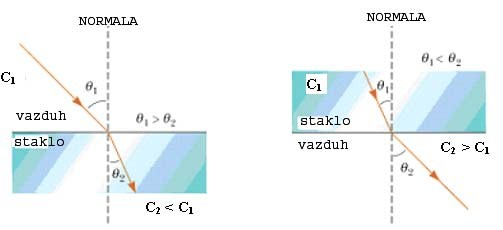 NORMALA
C₁
θ₁
vazduh
θ₁ > θ₂
staklo
θ₂
C₂ < C₁
NORMALA
θ₁ < θ₂
C₁
θ₁
staklo
vazduh
C₂ > C₁
θ₂